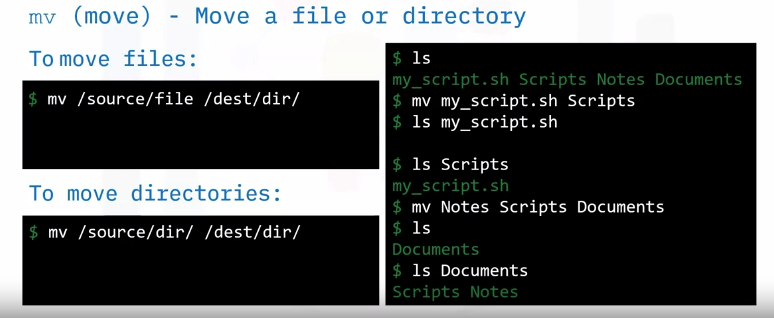 mv (move) - Move a file or directory
To move files:
$ mv /source/file /dest/dir/
To move directories:
$ mv /source/dir/ /dest/dir/
$ ls
my_script.sh Scripts Notes Documents
$ mv my_script.sh Scripts
$ ls my_script.sh
$ ls Scripts
my_script.sh
$ mv Notes Scripts Documents
$ ls
Documents
$ ls Documents
Scripts Notes